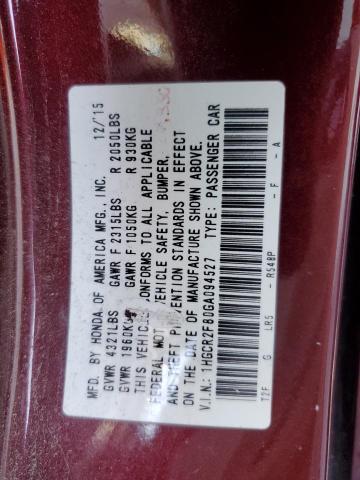 MFD. BY HONDA OF AMERICA MFG., INC. 12/15
GVWR 4321LBS GAWR F 2315LBS R 2050LBS
GVWR 1960KG GAWR F 1050KG R 930KG
THIS VEHICLE CONFORMS TO ALL APPLICABLE
FEDERAL MOTOR VEHICLE SAFETY, BUMPER,
AND THEFT PREVENTION STANDARDS IN EFFECT
ON THE DATE OF MANUFACTURE SHOWN ABOVE.
V.I.N.: 1HGCR2F80GA094527 TYPE: PASSENGER CAR
T2F G LR5 - R548P - F - A